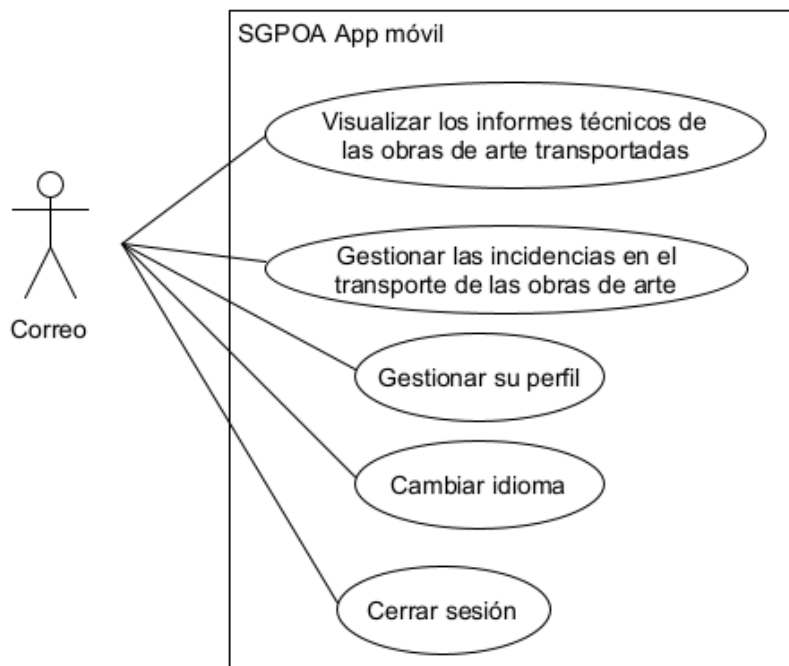 SGPOA App móvil
Visualizar los informes técnicos de
las obras de arte transportadas
Gestionar las incidencias en el
transporte de las obras de arte
Correo
Gestionar su perfil
Cambiar idioma
Cerrar sesión